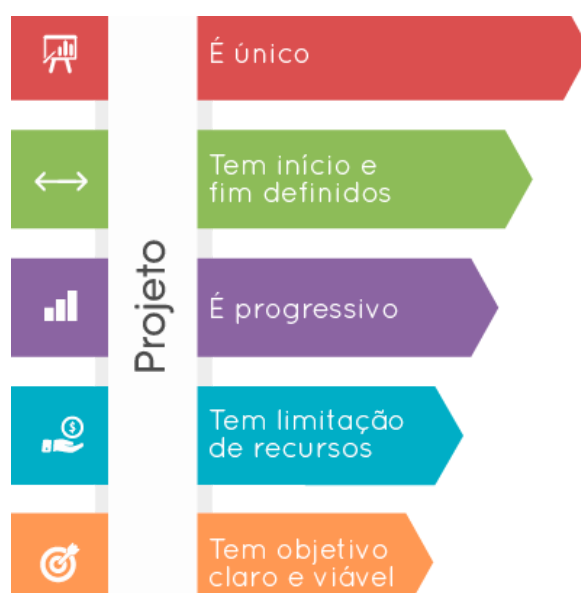 Projeto
É único
Tem início e
fim definidos
É progressivo
Tem limitação
de recursos
Tem objetivo
claro e viável